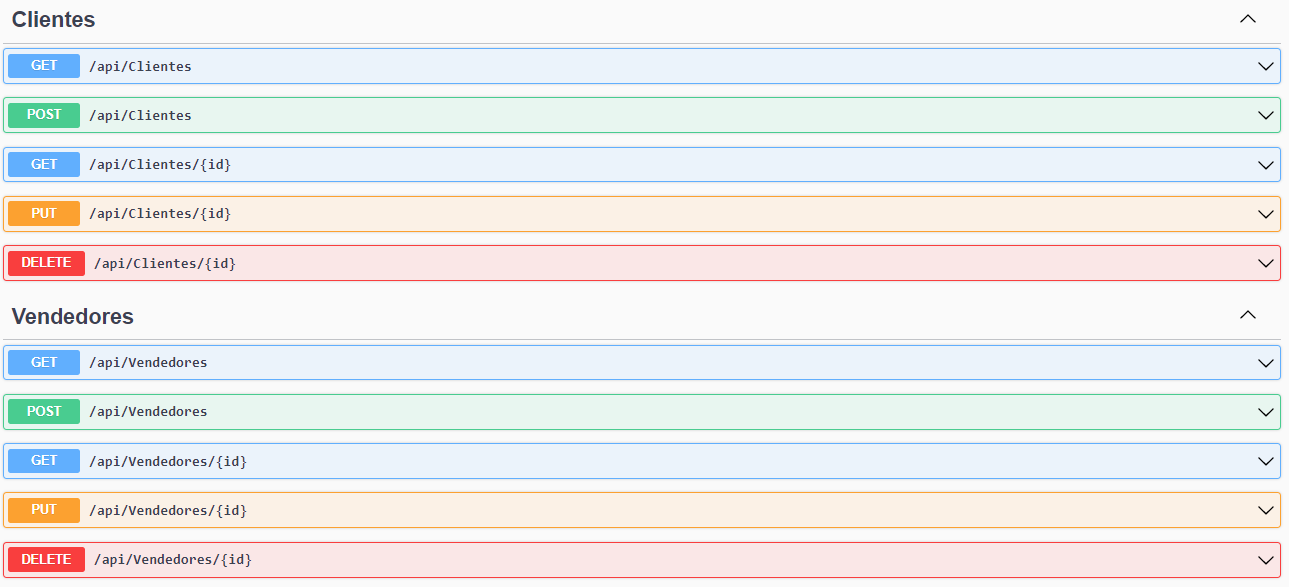 Clientes
GET /api/Clientes
POST /api/Clientes
GET /api/Clientes/{id}
PUT /api/Clientes/{id}
DELETE /api/Clientes/{id}
Vendedores
GET /api/Vendedores
POST /api/Vendedores
GET /api/Vendedores/{id}
PUT /api/Vendedores/{id}
DELETE /api/Vendedores/{id}